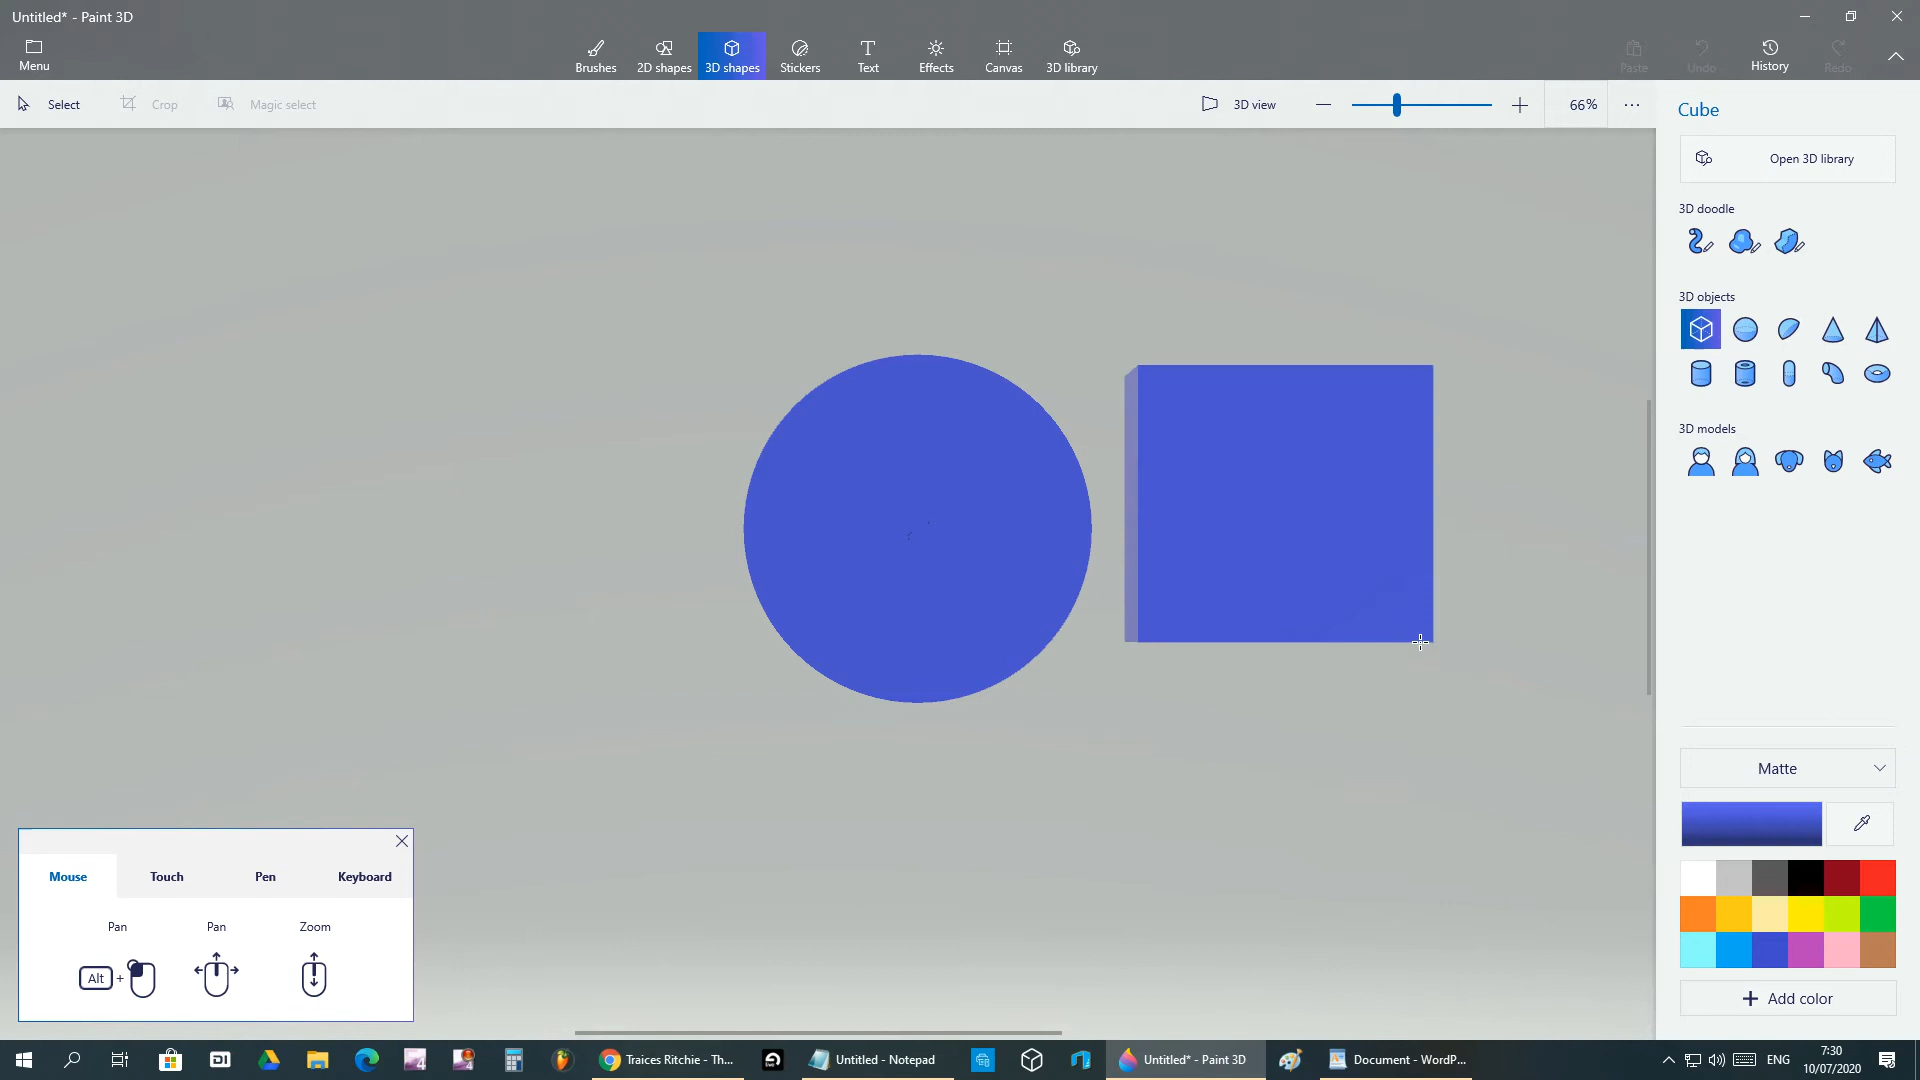 Untitled* - Paint 3D
Menu
Brushes
2D shapes
3D shapes
Stickers
Text
Effects
Canvas
3D library
Paste
Undo
History
Redo
Select
Crop
Magic select
3D view
66%
Cube
Open 3D library
3D doodle
3D objects
3D models
Matte
Add color
Mouse
Touch
Pen
Keyboard
Pan
Pan
Zoom
Alt
+
DI
4
4
Traices Ritchie - Th...
Untitled - Notepad
Untitled* - Paint 3D
Document - WordP...
ENG
7:30
10/07/2020